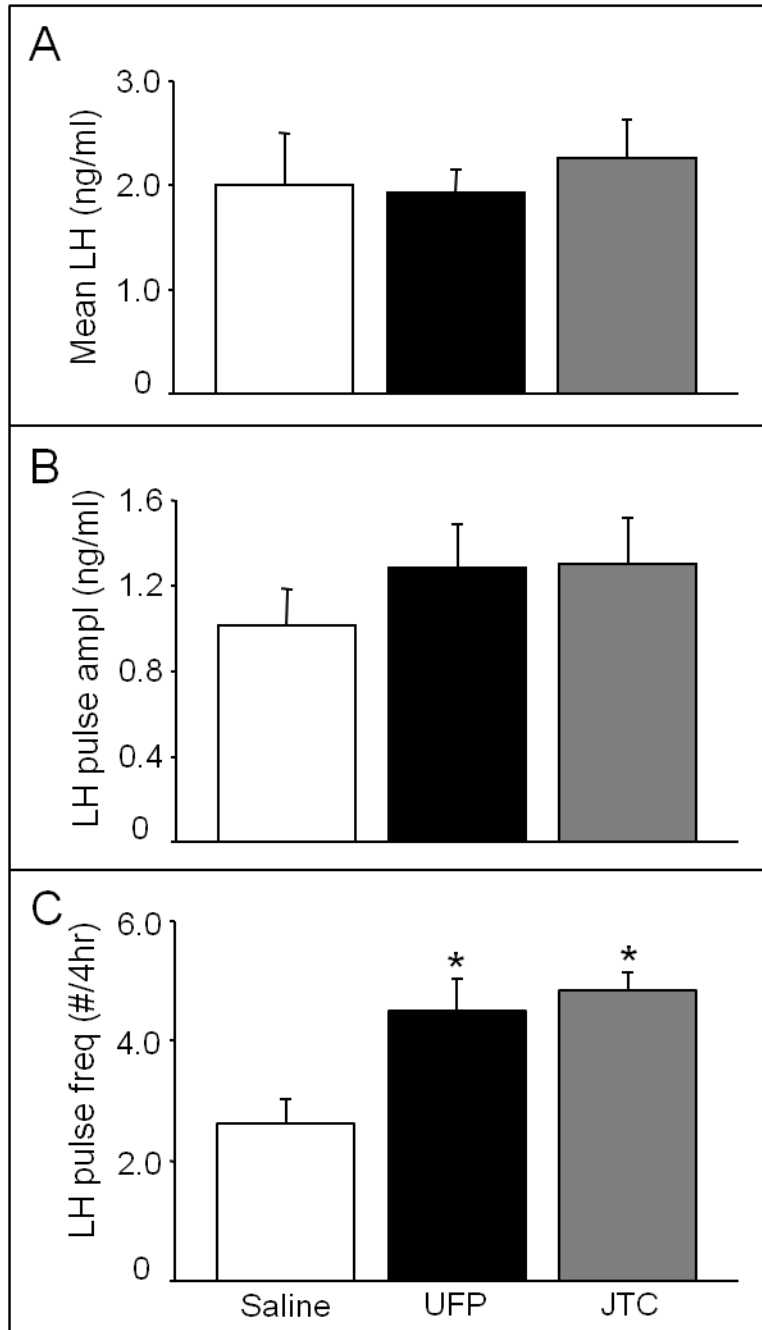 A
Mean LH (ng/ml)
3.0
2.0
1.0
0
B
LH pulse ampl (ng/ml)
1.6
1.2
0.8
0.4
0
C
LH pulse freq (#/4hr)
6.0
4.0
2.0
0
* *
Saline UFP JTC